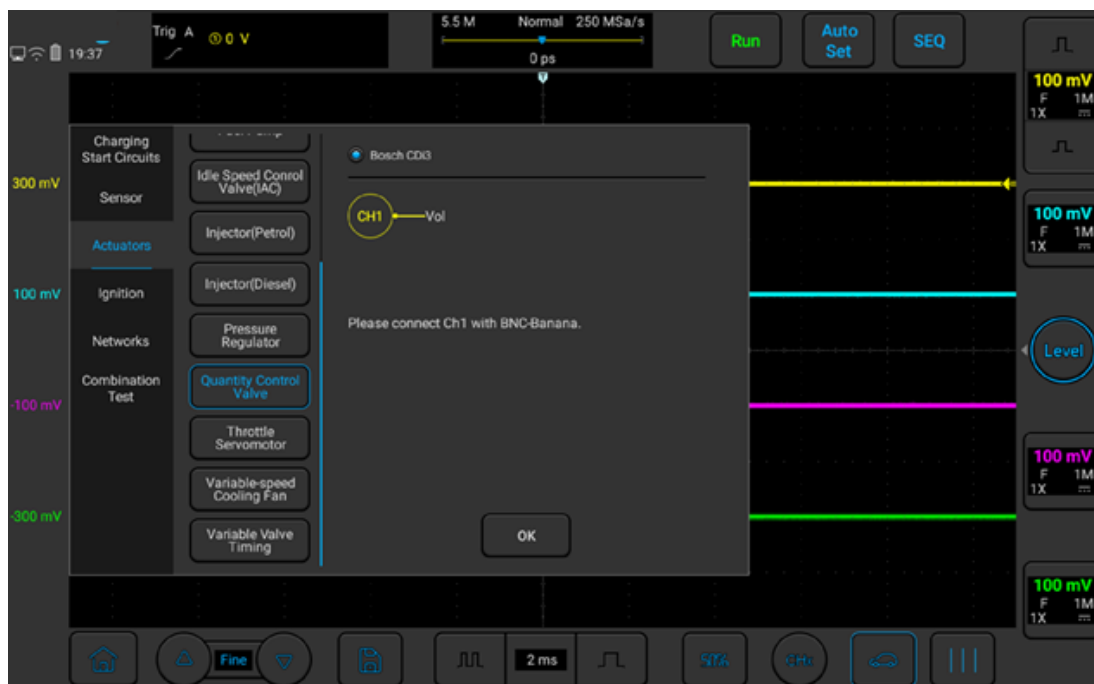 Trig A ① 0 V
5.5 M Normal 250 MSa/s
0 ps
Run
Auto
Set
SEQ
19:37
T
100 mV
F 1M
1X
100 mV
F 1M
1X
Level
100 mV
F 1M
1X
100 mV
F 1M
1X
300 mV
100 mV
-100 mV
-300 mV
Charging
Start Circuits
Sensor
Actuators
Ignition
Networks
Combination
Test
Idle Speed Conrol
Valve(IAC)
Injector(Petrol)
Injector(Diesel)
Pressure
Regulator
Quantity Control
Valve
Throttle
Servomotor
Variable-speed
Cooling Fan
Variable Valve
Timing
Bosch CDi3
CH1
Vol
Please connect Ch1 with BNC-Banana.
OK
Fine
2 ms
CHx